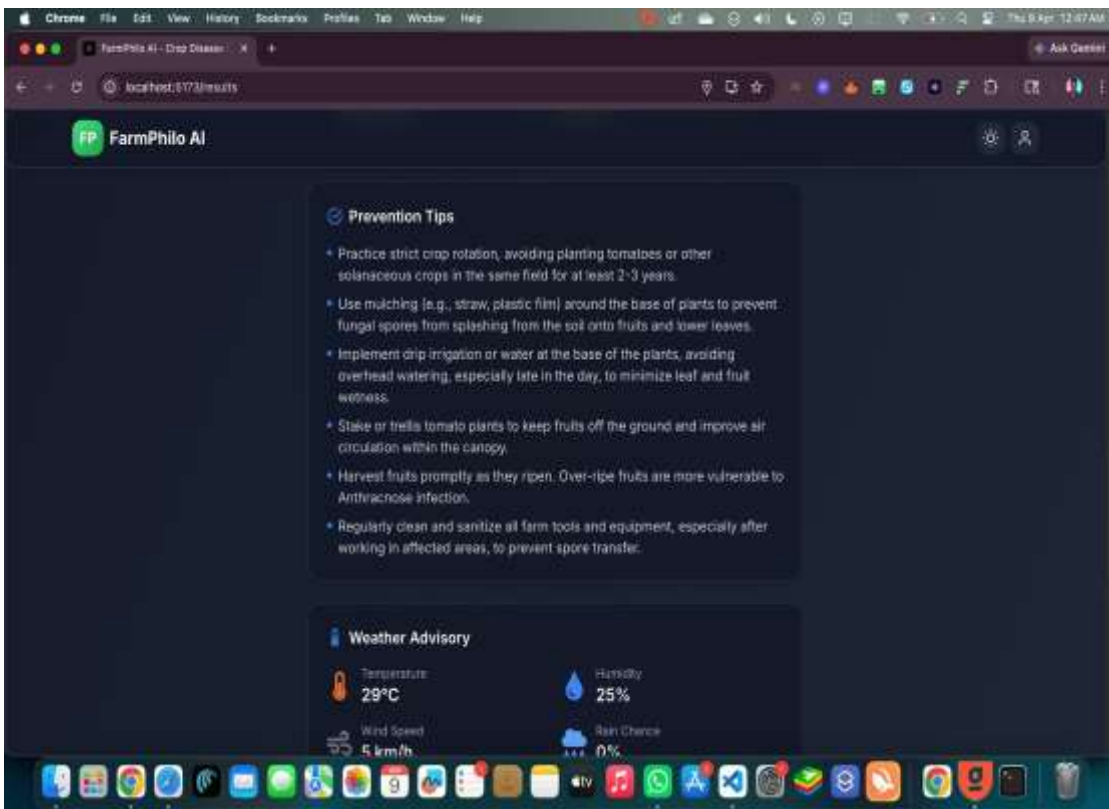 Chrome File Edit View History Bookmarks Profiles Tab Window Help
Thu 9 Apr 12:47AM
FarmPhilo AI - Crop Disease
Ask Gemini
localhost:5173/results
FP FarmPhilo AI
Prevention Tips
Practice strict crop rotation, avoiding planting tomatoes or other
solanaceous crops in the same field for at least 2-3 years.
Use mulching (e.g., straw, plastic film) around the base of plants to prevent
fungal spores from splashing from the soil onto fruits and lower leaves.
Implement drip irrigation or water at the base of the plants, avoiding
overhead watering, especially late in the day, to minimize leaf and fruit
wetness.
Stake or trellis tomato plants to keep fruits off the ground and improve air
circulation within the canopy.
Harvest fruits promptly as they ripen. Over-ripe fruits are more vulnerable to
Anthracnose infection.
Regularly clean and sanitize all farm tools and equipment, especially after
working in affected areas, to prevent spore transfer.
Weather Advisory
Temperature
29°C
Humidity
25%
Wind Speed
5 km/h
Rain Chance
0%
9
tv